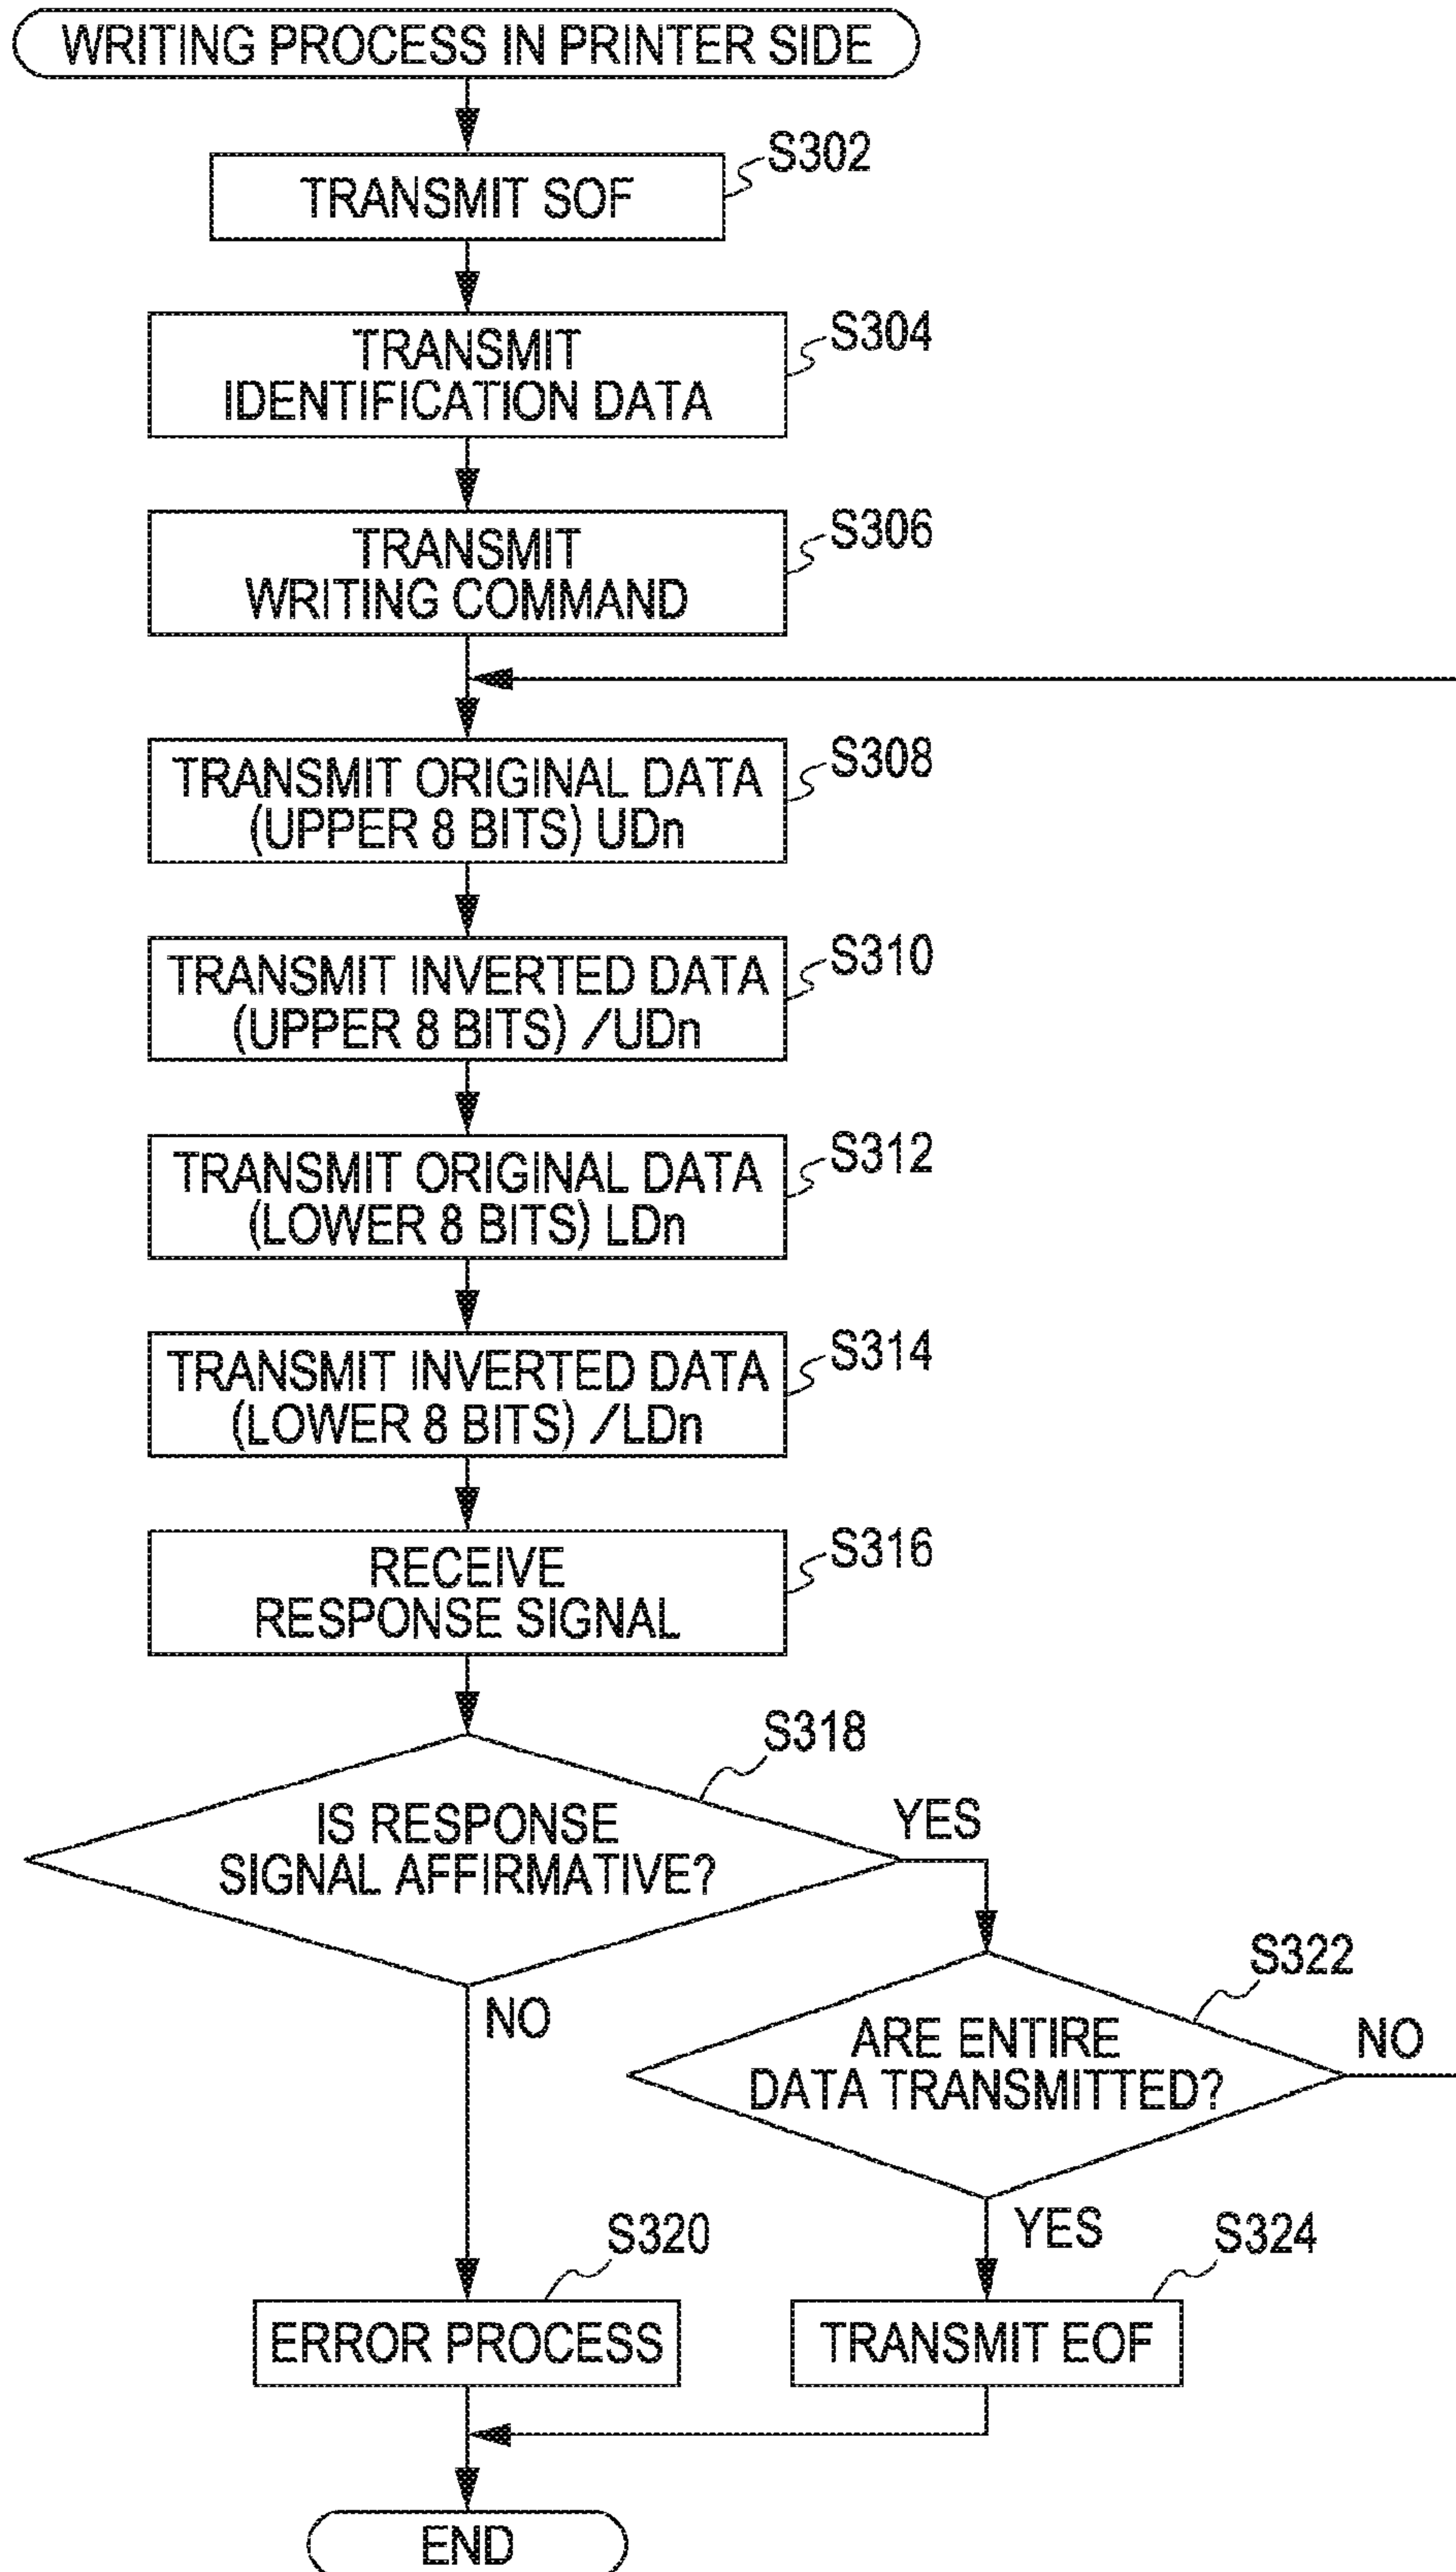 WRITING PROCESS IN PRINTER SIDE
S302
TRANSMIT SOF
S304
TRANSMIT
IDENTIFICATION DATA
S306
TRANSMIT
WRITING COMMAND
S308
TRANSMIT ORIGINAL DATA
(UPPER 8 BITS) UDn
S310
TRANSMIT INVERTED DATA
(UPPER 8 BITS) /UDn
S312
TRANSMIT ORIGINAL DATA
(LOWER 8 BITS) LDn
S314
TRANSMIT INVERTED DATA
(LOWER 8 BITS) /LDn
S316
RECEIVE
RESPONSE SIGNAL
S318
IS RESPONSE
SIGNAL AFFIRMATIVE?
YES
NO
S322
ARE ENTIRE
DATA TRANSMITTED?
NO
YES
S320
ERROR PROCESS
S324
TRANSMIT EOF
END